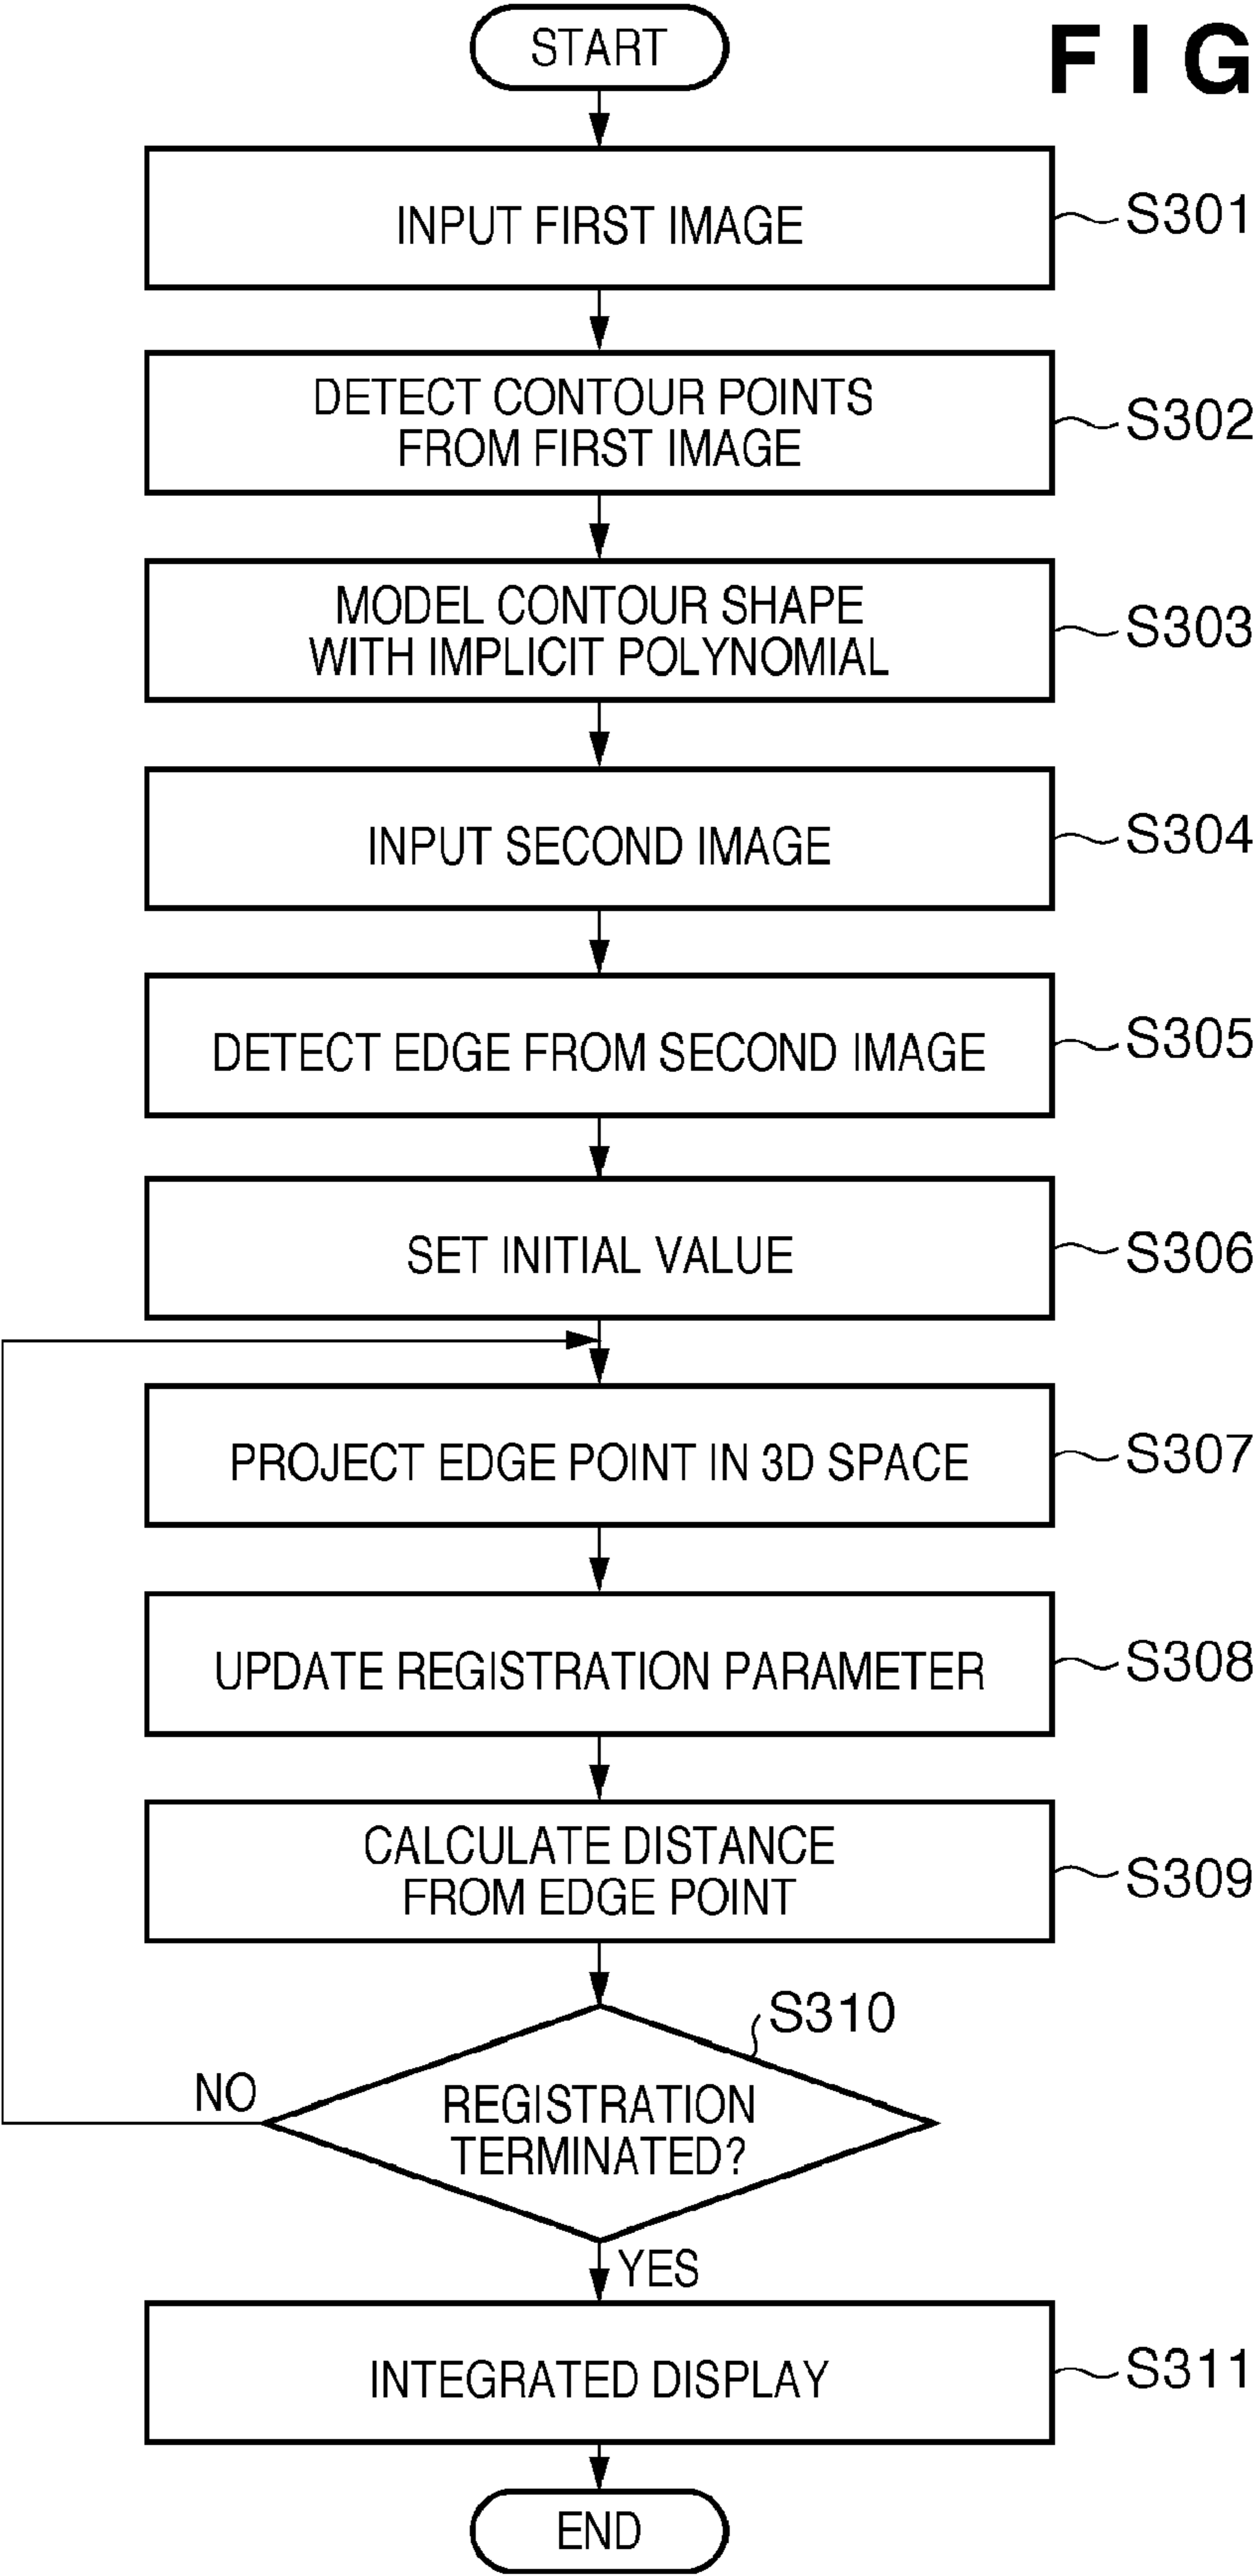 START
FIG
INPUT FIRST IMAGE
S301
DETECT CONTOUR POINTS
FROM FIRST IMAGE
S302
MODEL CONTOUR SHAPE
WITH IMPLICIT POLYNOMIAL
S303
INPUT SECOND IMAGE
S304
DETECT EDGE FROM SECOND IMAGE
S305
SET INITIAL VALUE
S306
PROJECT EDGE POINT IN 3D SPACE
S307
UPDATE REGISTRATION PARAMETER
S308
CALCULATE DISTANCE
FROM EDGE POINT
S309
S310
NO
REGISTRATION
TERMINATED?
YES
INTEGRATED DISPLAY
S311
END